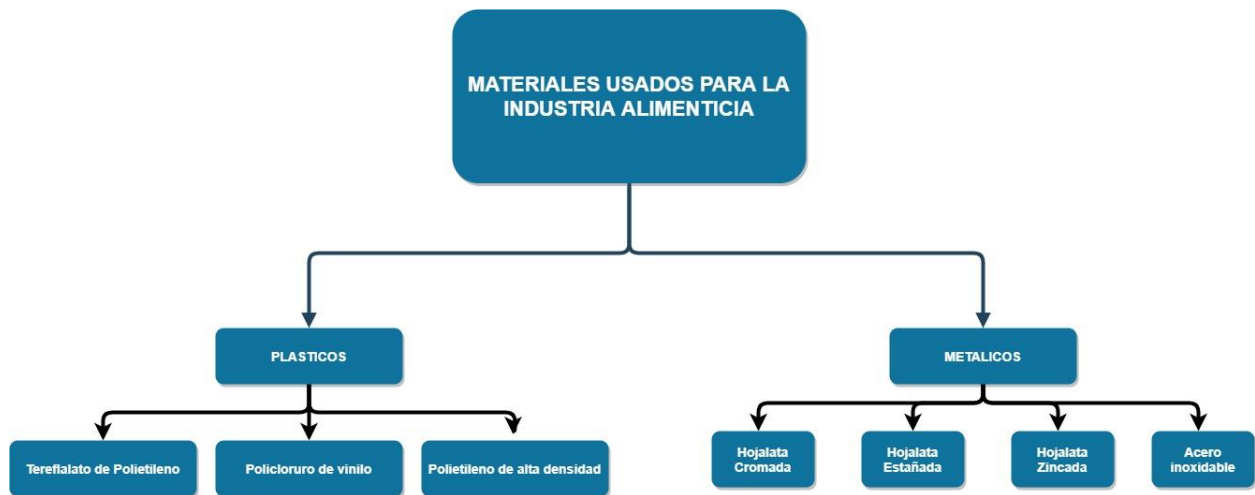 MATERIALES USADOS PARA LA
INDUSTRIA ALIMENTICIA
PLASTICOS
METALICOS
Tereflalato de Polietileno
Policloruro de vinilo
Polietileno de alta densidad
Hojalata
Cromada
Hojalata
Estañada
Hojalata
Zincada
Acero
inoxidable